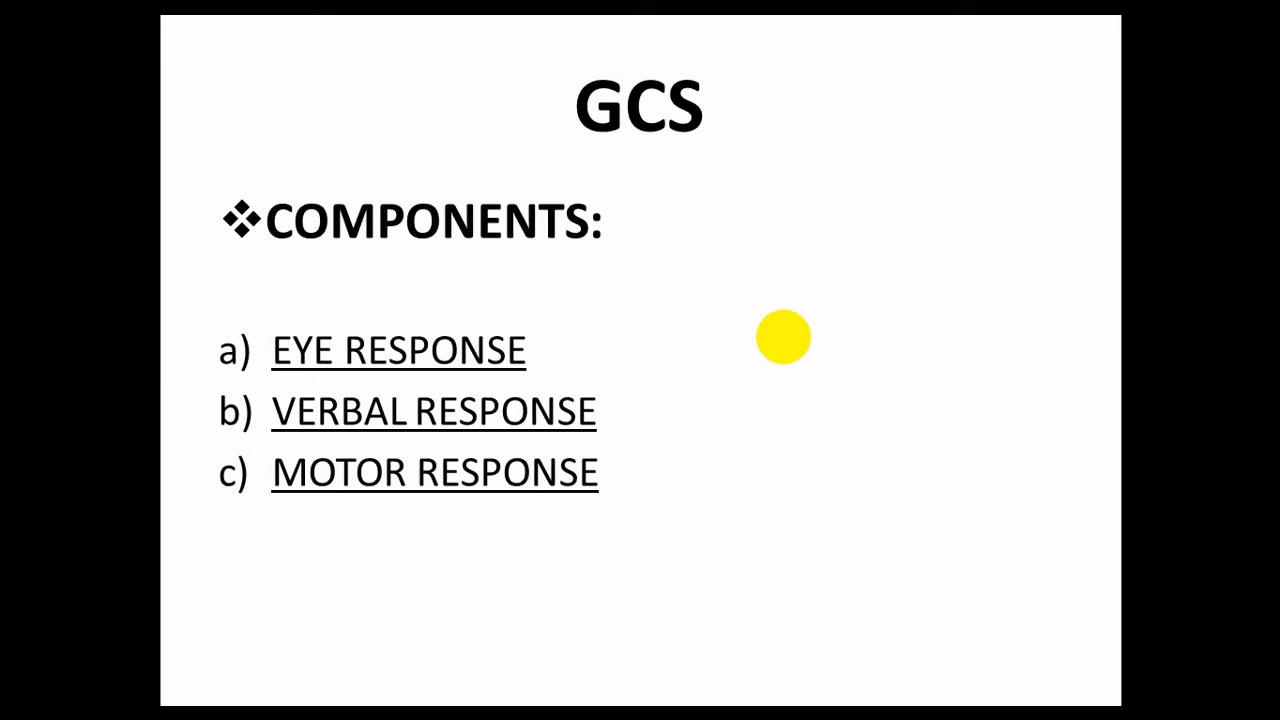 GCS
❖COMPONENTS:
a) EYE RESPONSE
b) VERBAL RESPONSE
c) MOTOR RESPONSE